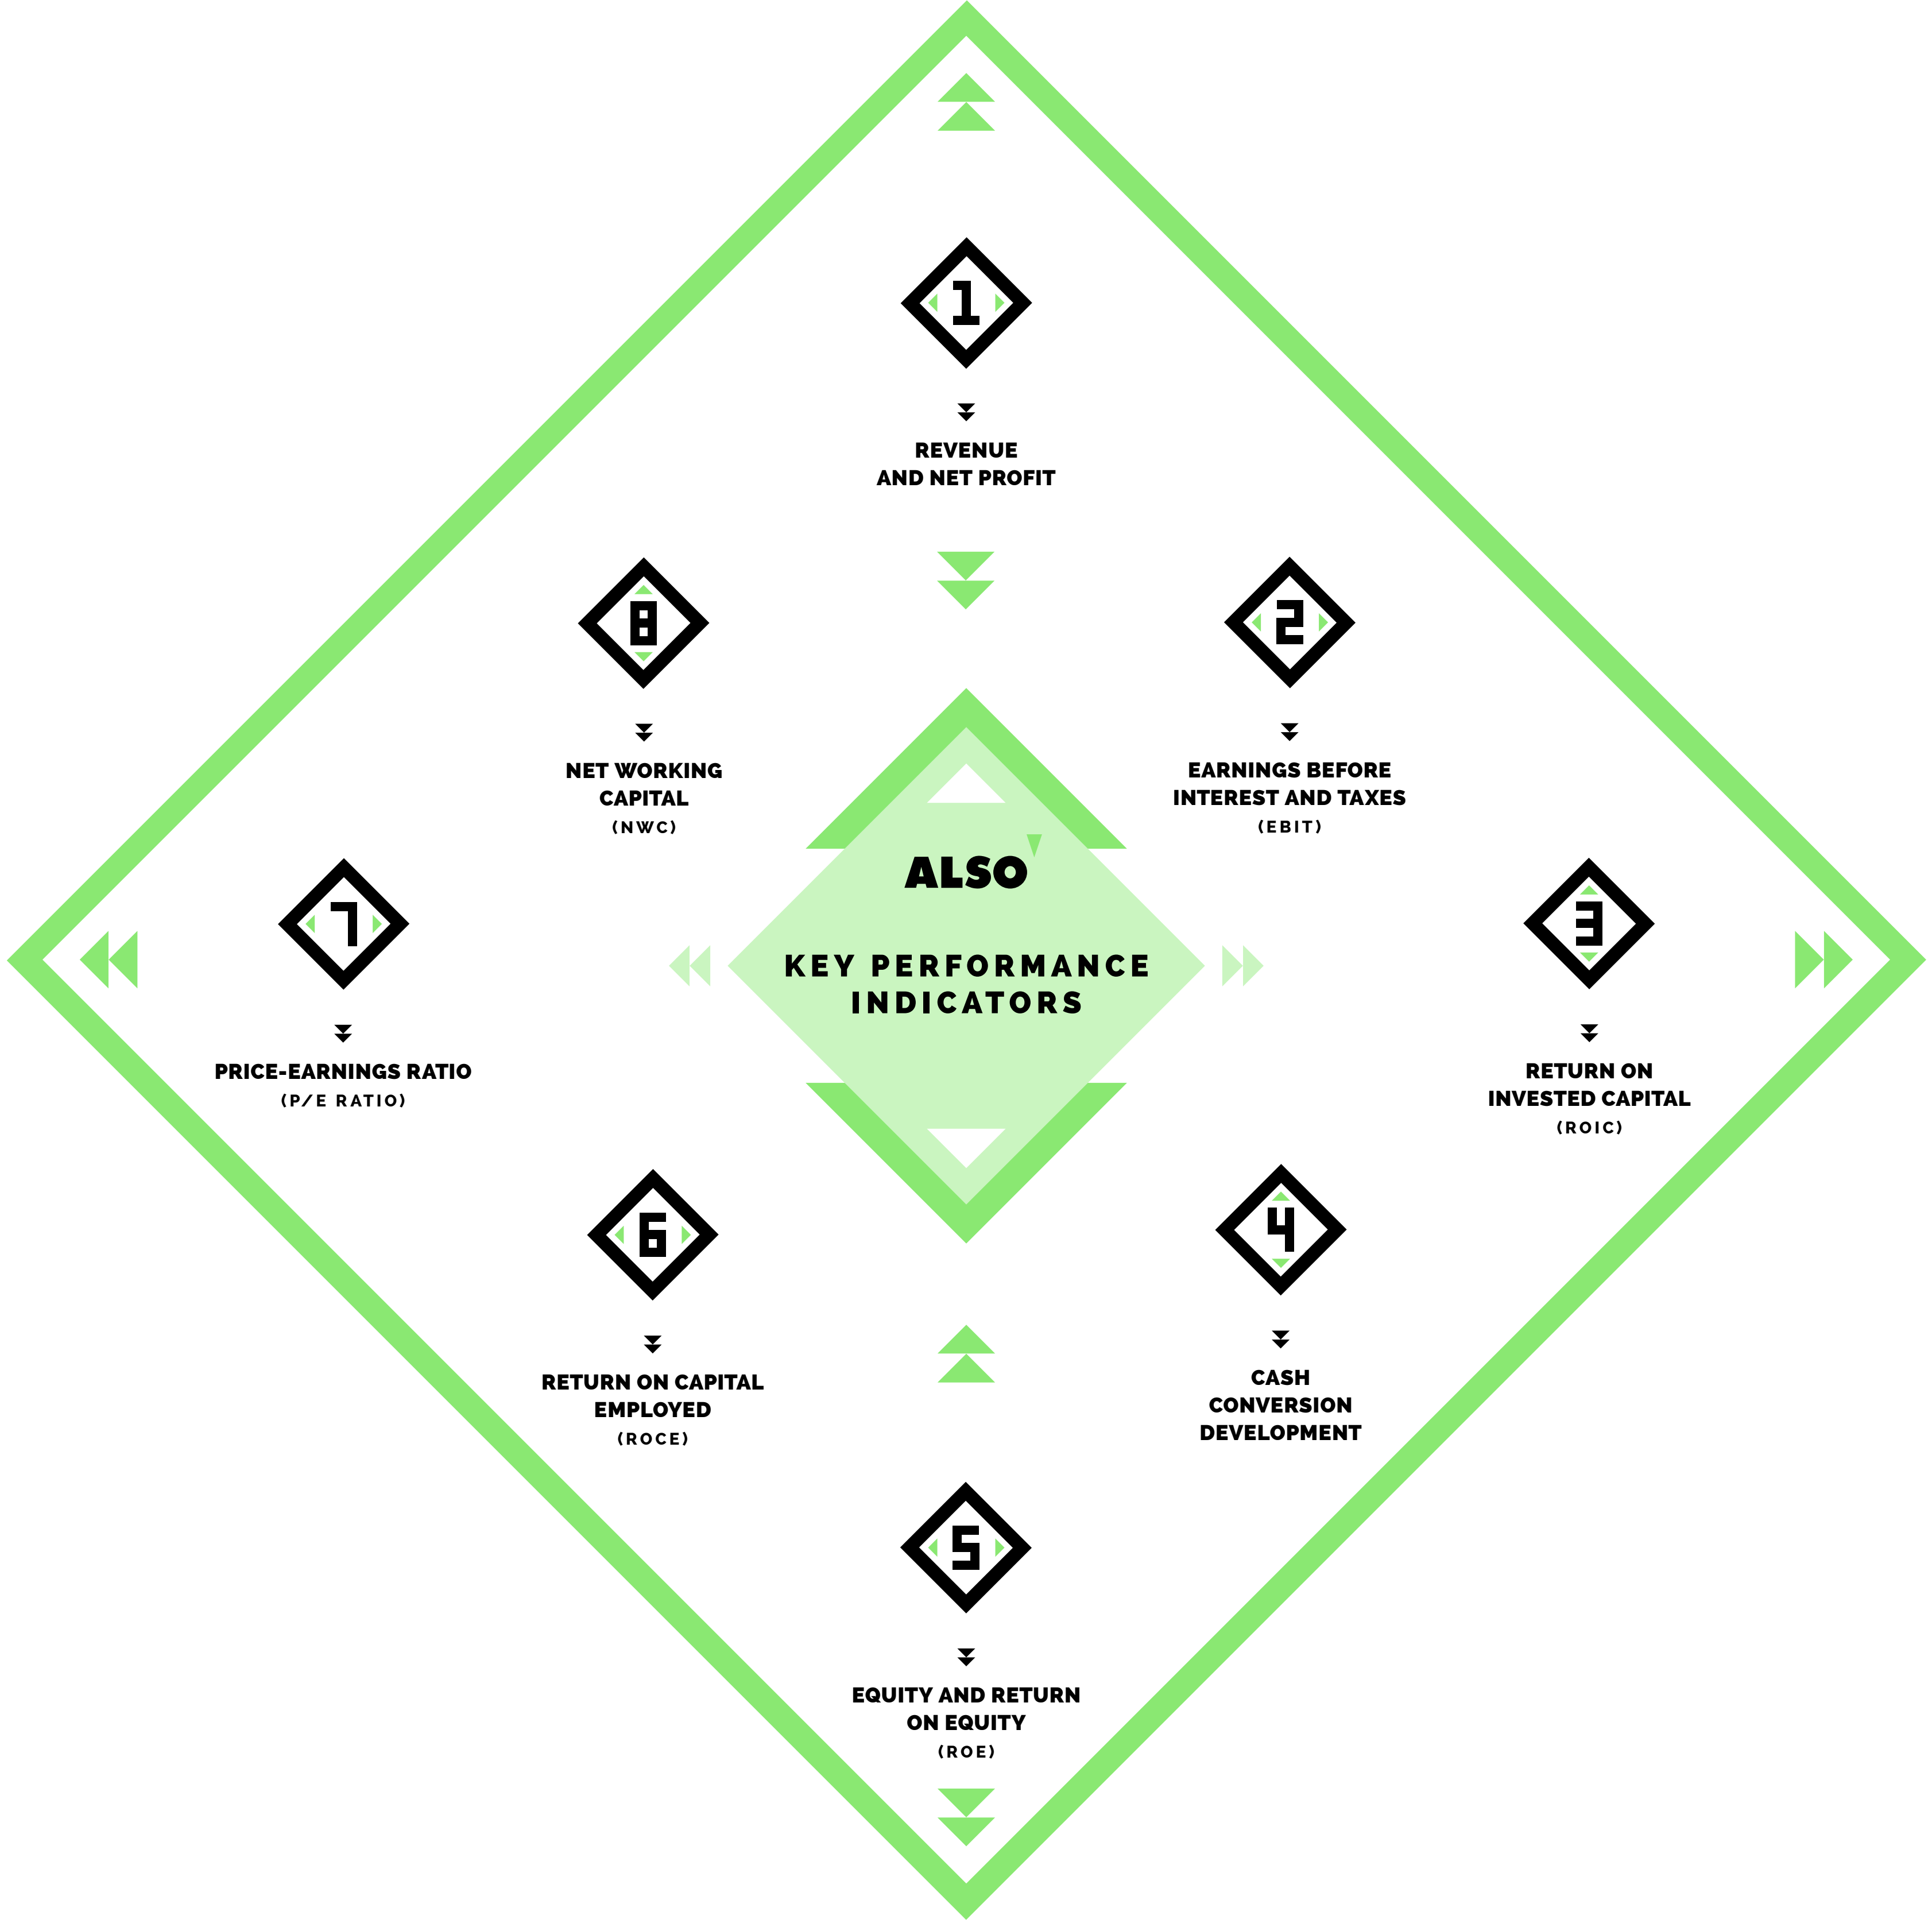 1
REVENUE
AND NET PROFIT
8
NET WORKING
CAPITAL
(NWC)
2
EARNINGS BEFORE
INTEREST AND TAXES
(EBIT)
ALSO
KEY PERFORMANCE
INDICATORS
7
PRICE-EARNINGS RATIO
(P/E RATIO)
3
RETURN ON
INVESTED CAPITAL
(ROIC)
6
RETURN ON CAPITAL
EMPLOYED
(ROCE)
4
CASH
CONVERSION
DEVELOPMENT
5
EQUITY AND RETURN
ON EQUITY
(ROE)